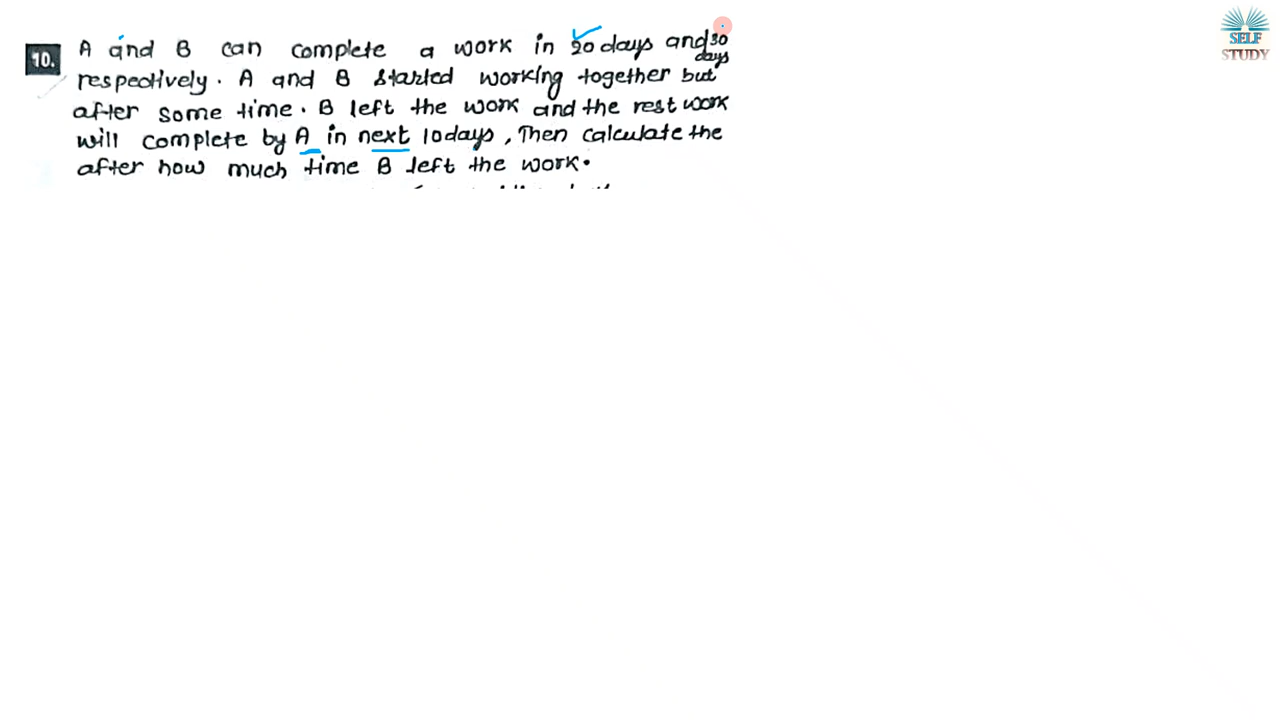 10. A and B can complete a work in 20 days and 30 days
respectively. A and B started working together but
after some time. B left the work and the rest work
will complete by A in next 10days, Then calculate the
after how much time B left the work.
SELF
STUDY